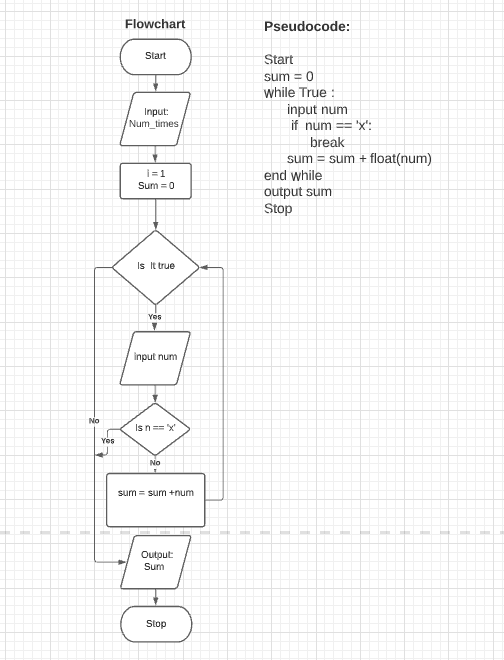 Flowchart
Start
Input:
Num_times
i = 1
Sum = 0
Is It true
Yes
input num
No
Is n == 'x'
Yes
No
sum = sum +num
Output:
Sum
Stop
Pseudocode:
Start
sum = 0
while True :
input num
if num == 'x':
break
sum = sum + float(num)
end while
output sum
Stop